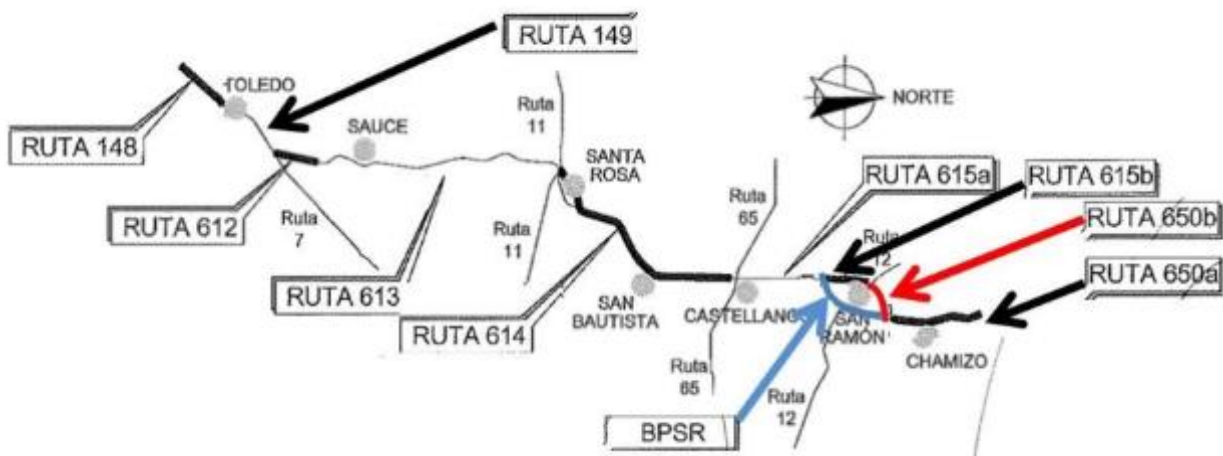 RUTA 149
TOLEDO
RUTA 148
SAUCE
Ruta
11
NORTE
SANTA
ROSA
RUTA 615a
RUTA 615b
RUTA 612
Ruta
7
Ruta
65
Ruta
12
RUTA 650b
Ruta
11
RUTA 613
SAN
BAUTISTA
CASTELLANO
SAN
RAMÓN
RUTA 650a
RUTA 614
CHAMIZO
Ruta
65
Ruta
12
BPSR